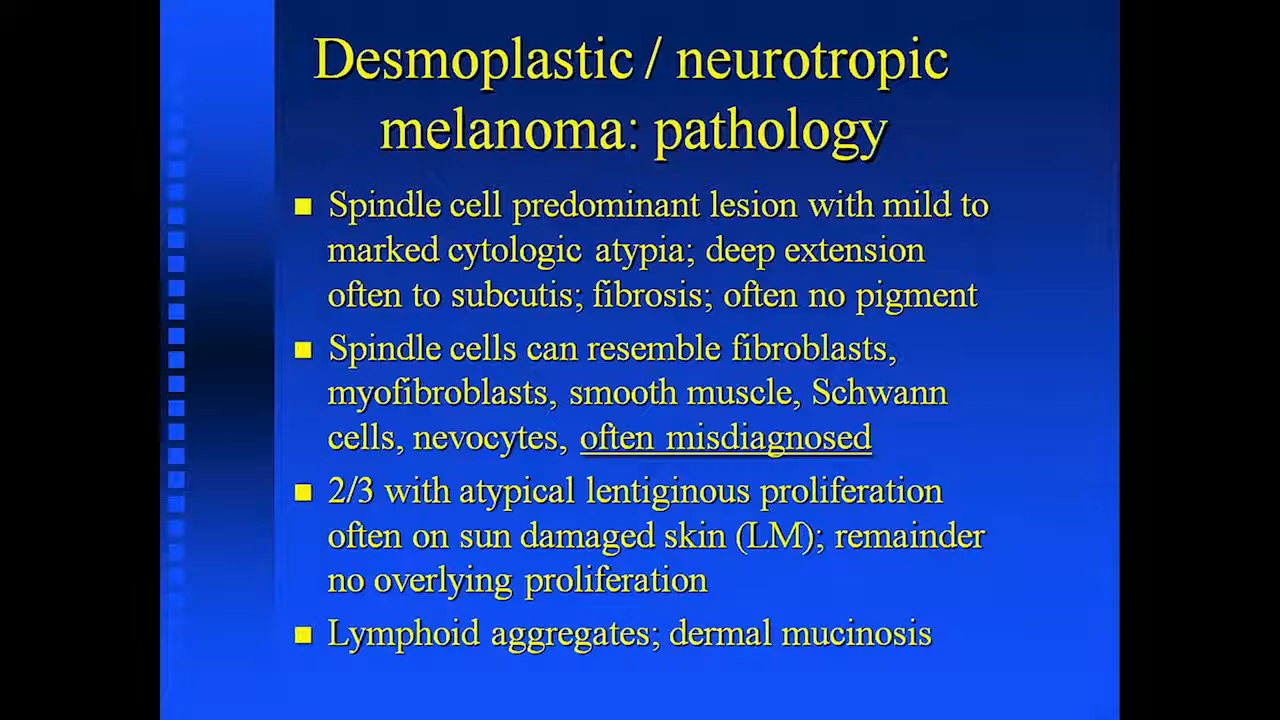 Desmoplastic / neurotropic
melanoma: pathology
Spindle cell predominant lesion with mild to
marked cytologic atypia; deep extension
often to subcutis; fibrosis; often no pigment
Spindle cells can resemble fibroblasts,
myofibroblasts, smooth muscle, Schwann
cells, nevocytes, often misdiagnosed
2/3 with atypical lentiginous proliferation
often on sun damaged skin (LM); remainder
no overlying proliferation
Lymphoid aggregates; dermal mucinosis